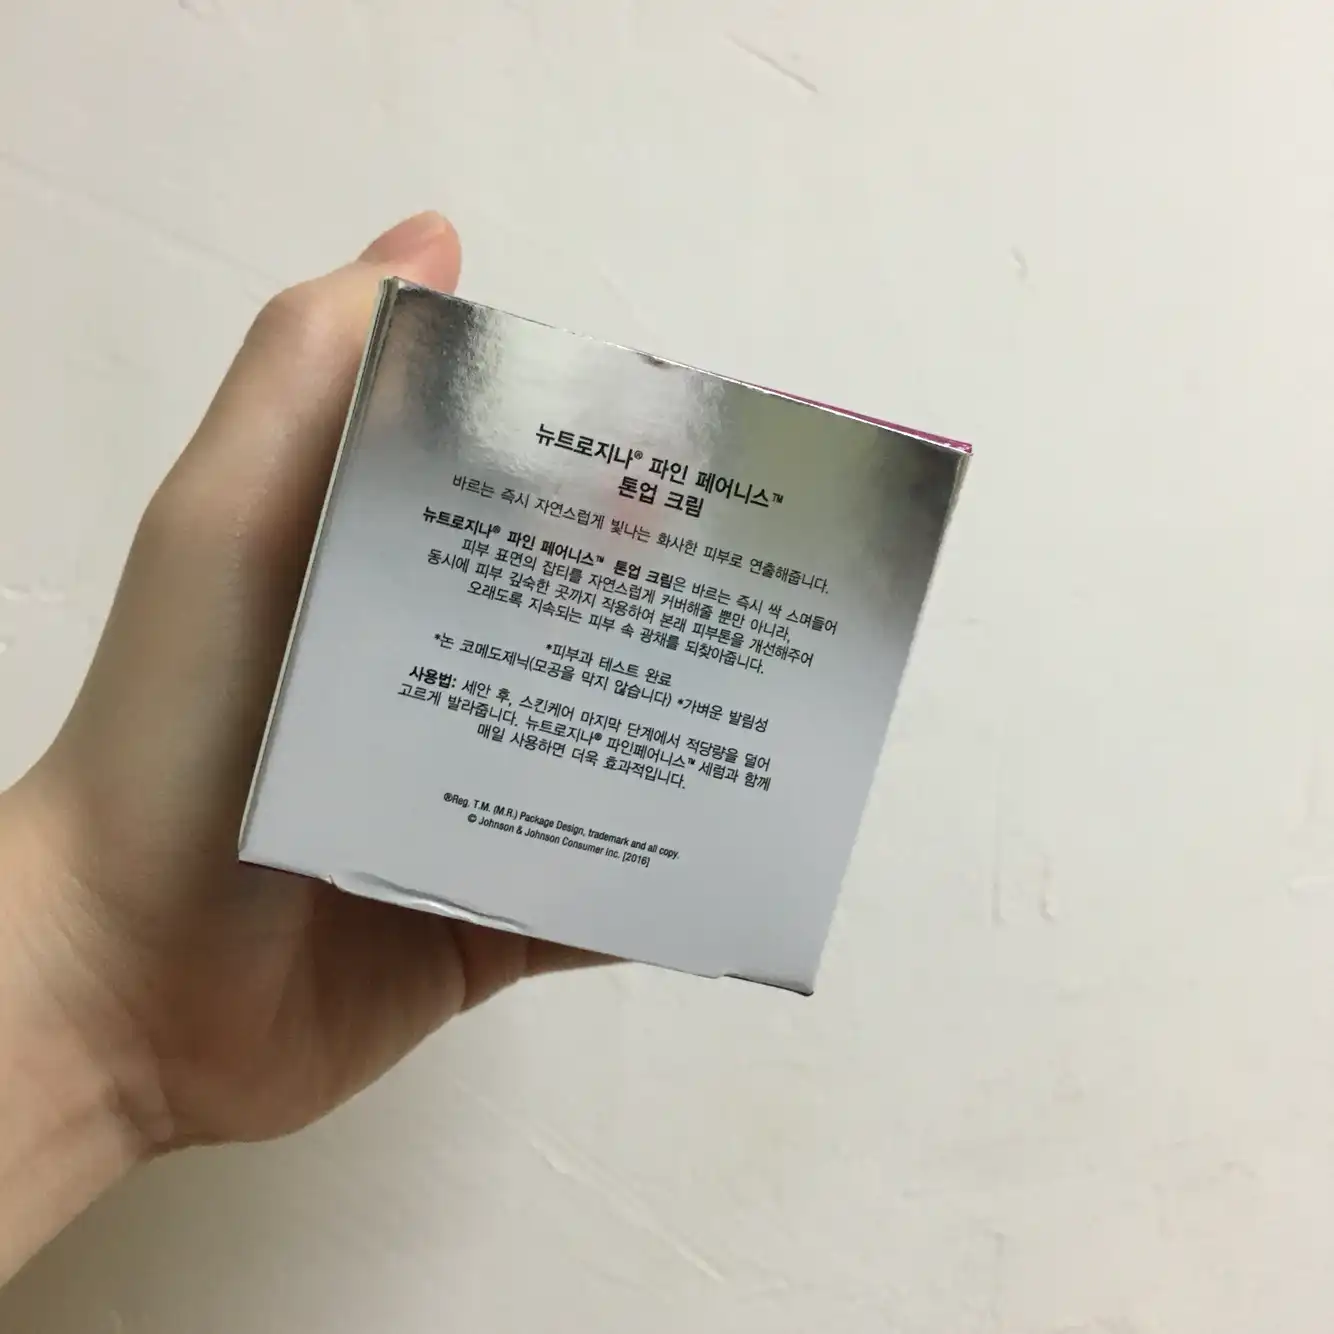 뉴트로지나® 파인 페어니스™
톤업 크림
바르는 즉시 자연스럽게 빛나는 화사한 피부로 연출해줍니다.
뉴트로지나® 파인 페어니스™ 톤업 크림은 바르는 즉시 싹 스며들어
피부 표면의 잡티를 자연스럽게 커버해줄 뿐만 아니라,
동시에 피부 깊숙한 곳까지 작용하여 본래 피부톤을 개선해주어
오래도록 지속되는 피부 속 광채를 되찾아줍니다.
*피부과 테스트 완료
*논 코메도제닉(모공을 막지 않습니다) *가벼운 발림성
사용법: 세안 후, 스킨케어 마지막 단계에서 적당량을 덜어
고르게 발라줍니다. 뉴트로지나® 파인페어니스™ 세럼과 함께
매일 사용하면 더욱 효과적입니다.
®Reg. T.M. (M.R.) Package Design, trademark and all copy.
© Johnson & Johnson Consumer Inc. [2016]